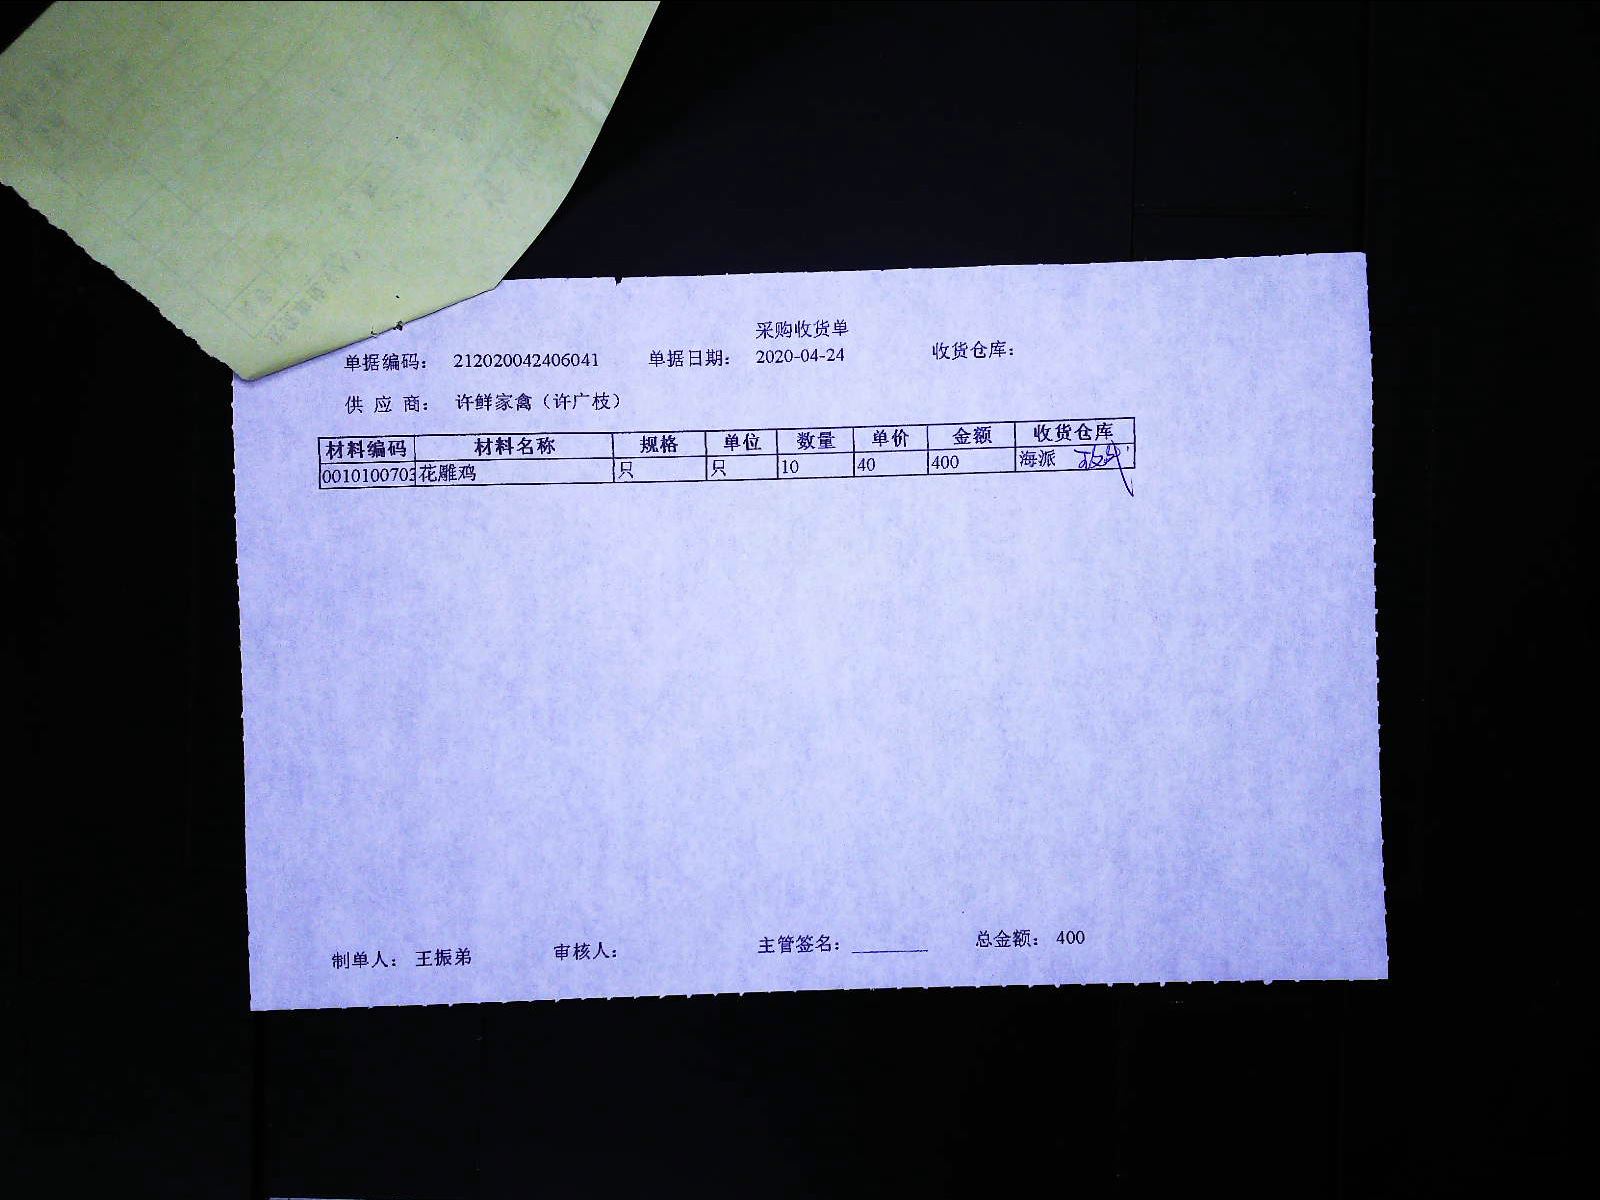 采购收货单
单据编码： 212020042406041 单据日期： 2020-04-24 收货仓库：
供 应 商： 许鲜家禽（许广枝）
材料编码 材料名称 规格 单位 数量 单价 金额 收货仓库
0010100703 花雕鸡 只 只 10 40 400 海派
制单人： 王振弟 审核人： 主管签名： 总金额： 400